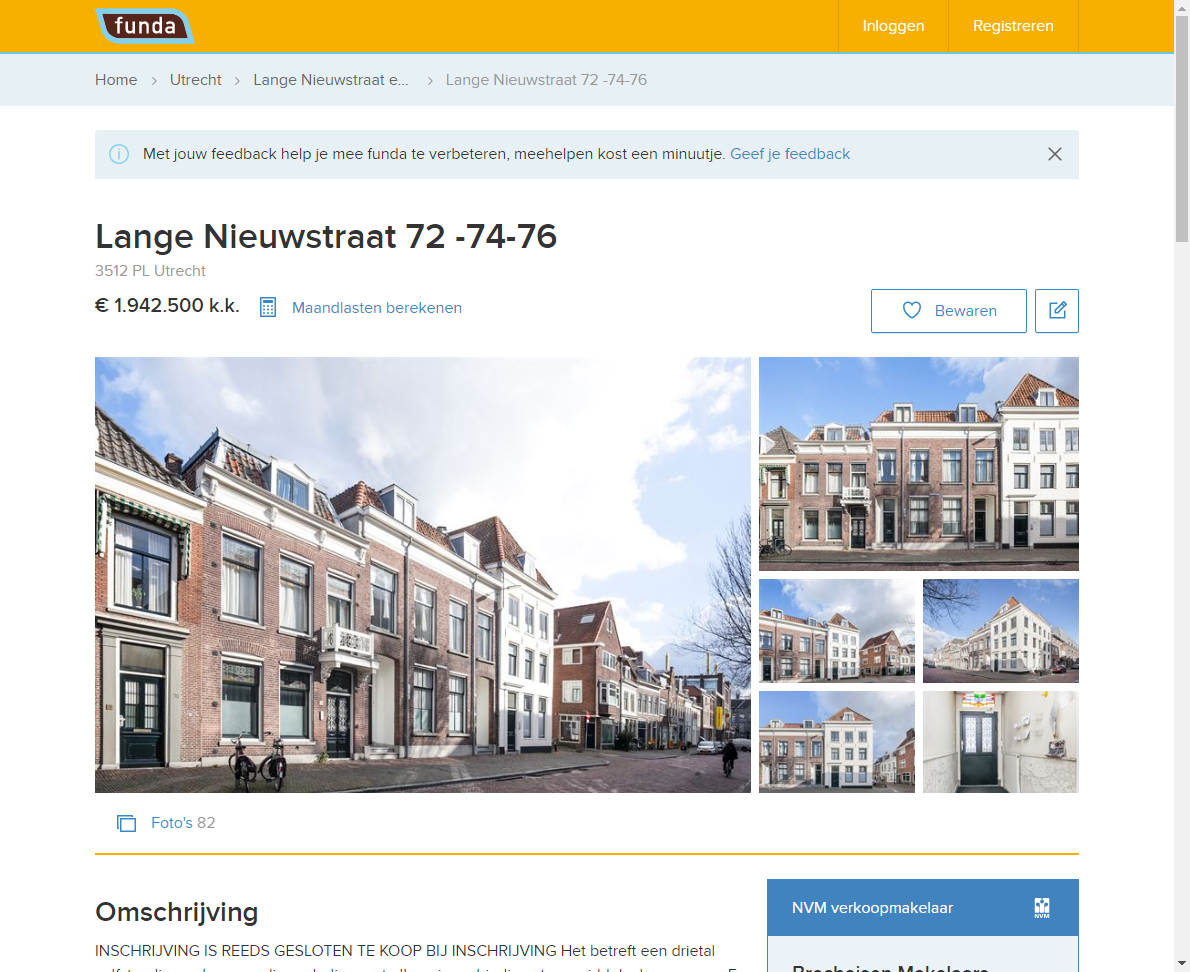 funda
Inloggen
Registreren
Home > Utrecht > Lange Nieuwstraat e... > Lange Nieuwstraat 72 -74-76
Met jouw feedback help je mee funda te verbeteren, meehelpen kost een minuutje. Geef je feedback
Lange Nieuwstraat 72 -74-76
3512 PL Utrecht
€ 1.942.500 k.k.
Maandlasten berekenen
Bewaren
Foto's 82
Omschrijving
NVM verkoopmakelaar
NVM
INSCHRIJVING IS REEDS GESLOTEN TE KOOP BIJ INSCHRIJVING Het betreft een drietal